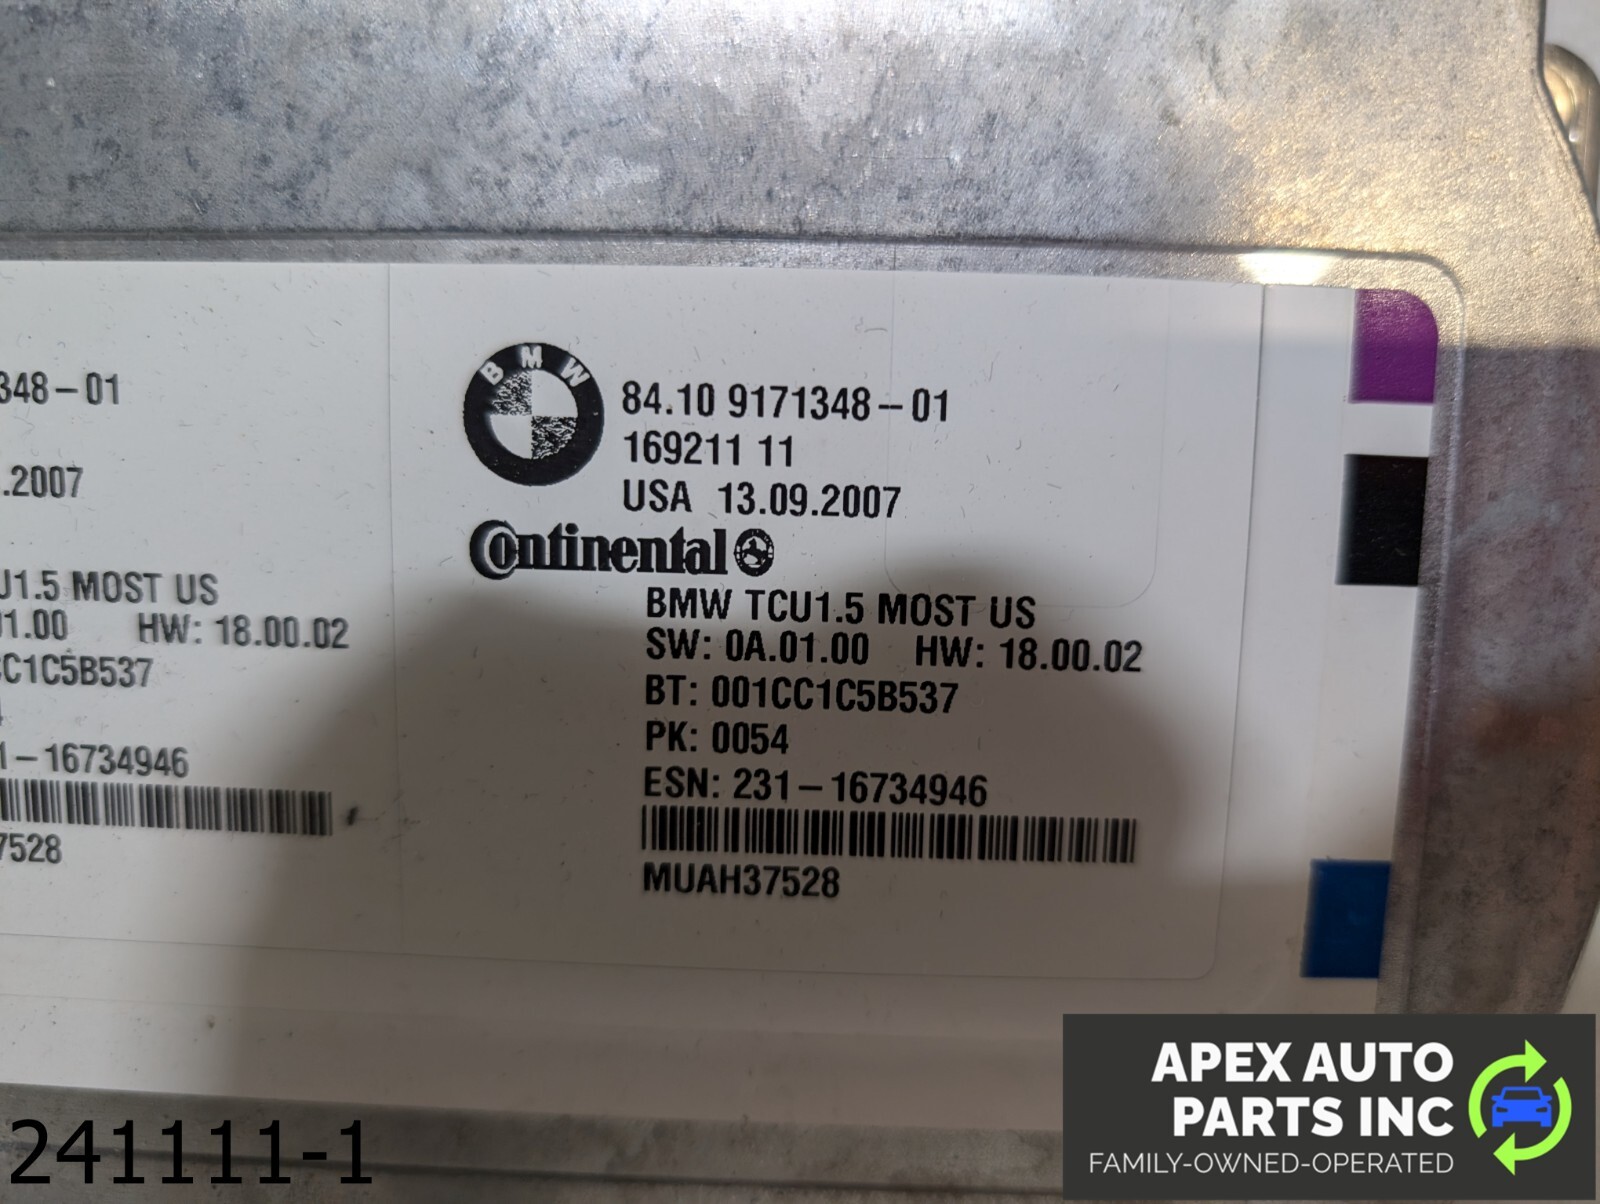 348-01
.2007
U1.5 MOST US
01.00 HW: 18.00.02
CC1C5B537
1-16734946
7528
BMW
84.10 9171348-01
169211 11
USA 13.09.2007
Continental
BMW TCU1.5 MOST US
SW: 0A.01.00 HW: 18.00.02
BT: 001CC1C5B537
PK: 0054
ESN: 231-16734946
MUAH37528
241111-1
APEX AUTO
PARTS INC
FAMILY-OWNED-OPERATED